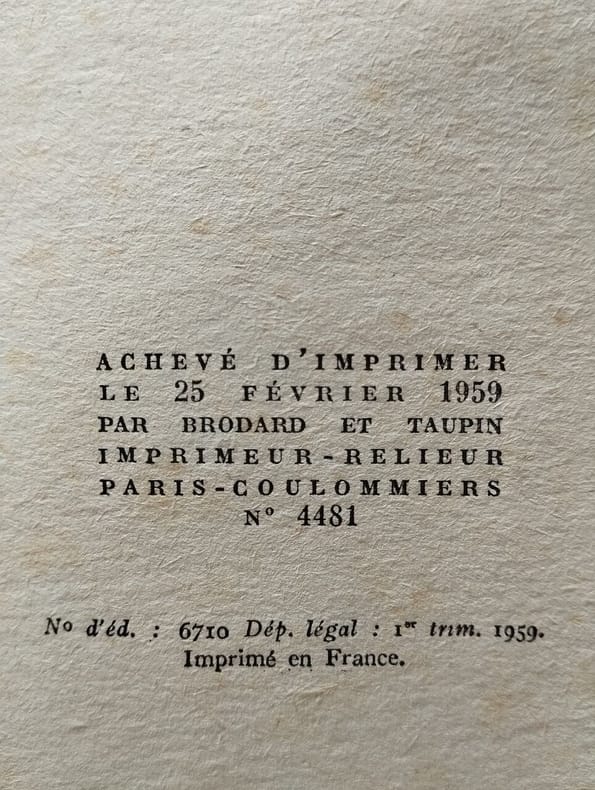 ACHEVÉ D'IMPRIMER
LE 25 FÉVRIER 1959
PAR BRODARD ET TAUPIN
IMPRIMEUR-RELIEUR
PARIS-COULOMMIERS
Nº 4481
Nº d'éd. : 6710 Dép. légal : 1er trim. 1959.
Imprimé en France.